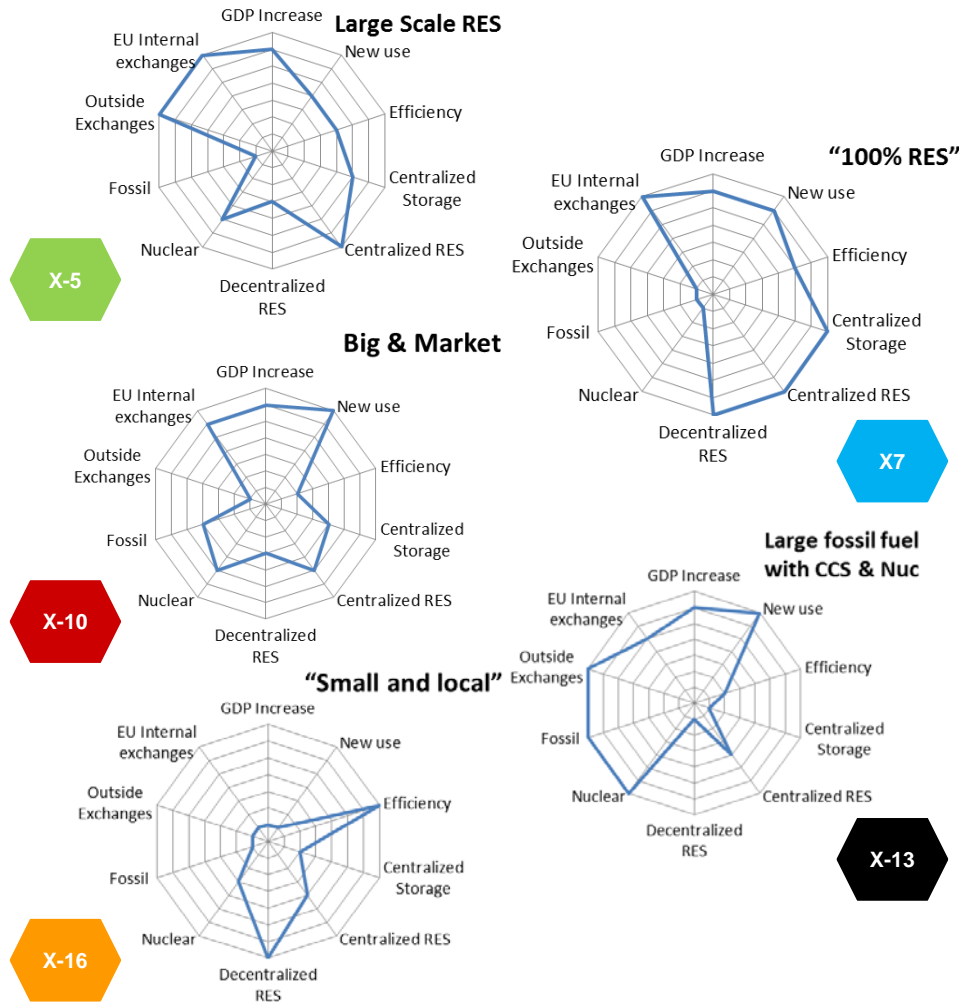 Large Scale RES
GDP Increase
New use
Efficiency
Centralized
Storage
Centralized RES
Decentralized
RES
Nuclear
Fossil
Outside
Exchanges
EU Internal
exchanges
X-5
“100% RES”
GDP Increase
New use
Efficiency
Centralized
Storage
Centralized RES
Decentralized
RES
Nuclear
Fossil
Outside
Exchanges
EU Internal
exchanges
X7
Big & Market
GDP Increase
New use
Efficiency
Centralized
Storage
Centralized RES
Decentralized
RES
Nuclear
Fossil
Outside
Exchanges
EU Internal
exchanges
X-10
Large fossil fuel
with CCS & Nuc
GDP Increase
New use
Efficiency
Centralized
Storage
Centralized RES
Decentralized
RES
Nuclear
Fossil
Outside
Exchanges
EU Internal
exchanges
X-13
“Small and local”
GDP Increase
New use
Efficiency
Centralized
Storage
Centralized RES
Decentralized
RES
Nuclear
Fossil
Outside
Exchanges
EU Internal
exchanges
X-16